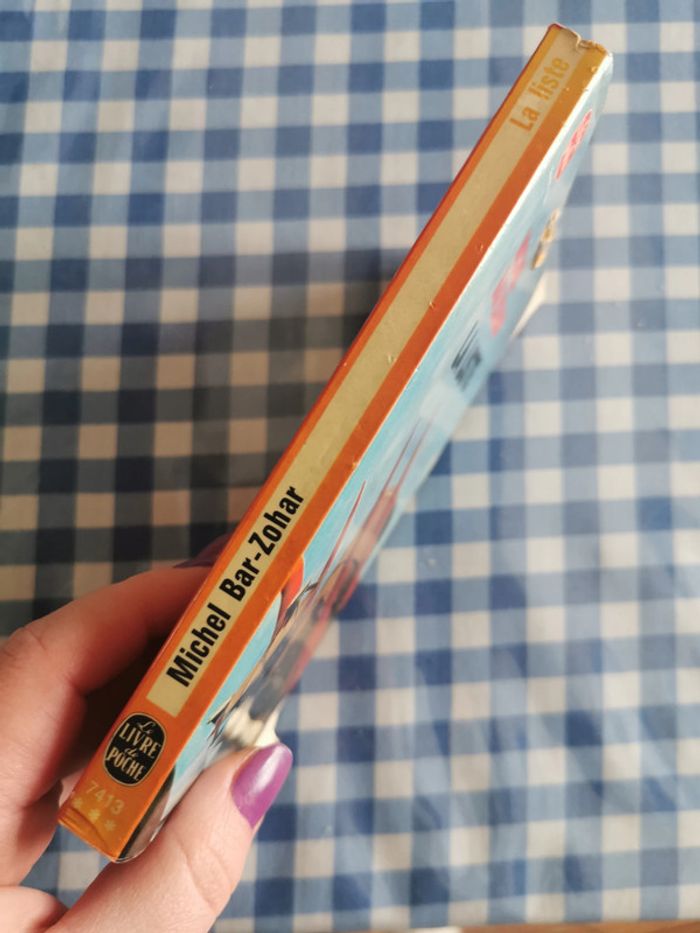 La liste
Michel Bar-Zohar
Le
LIVRE
de
POCHE
7413